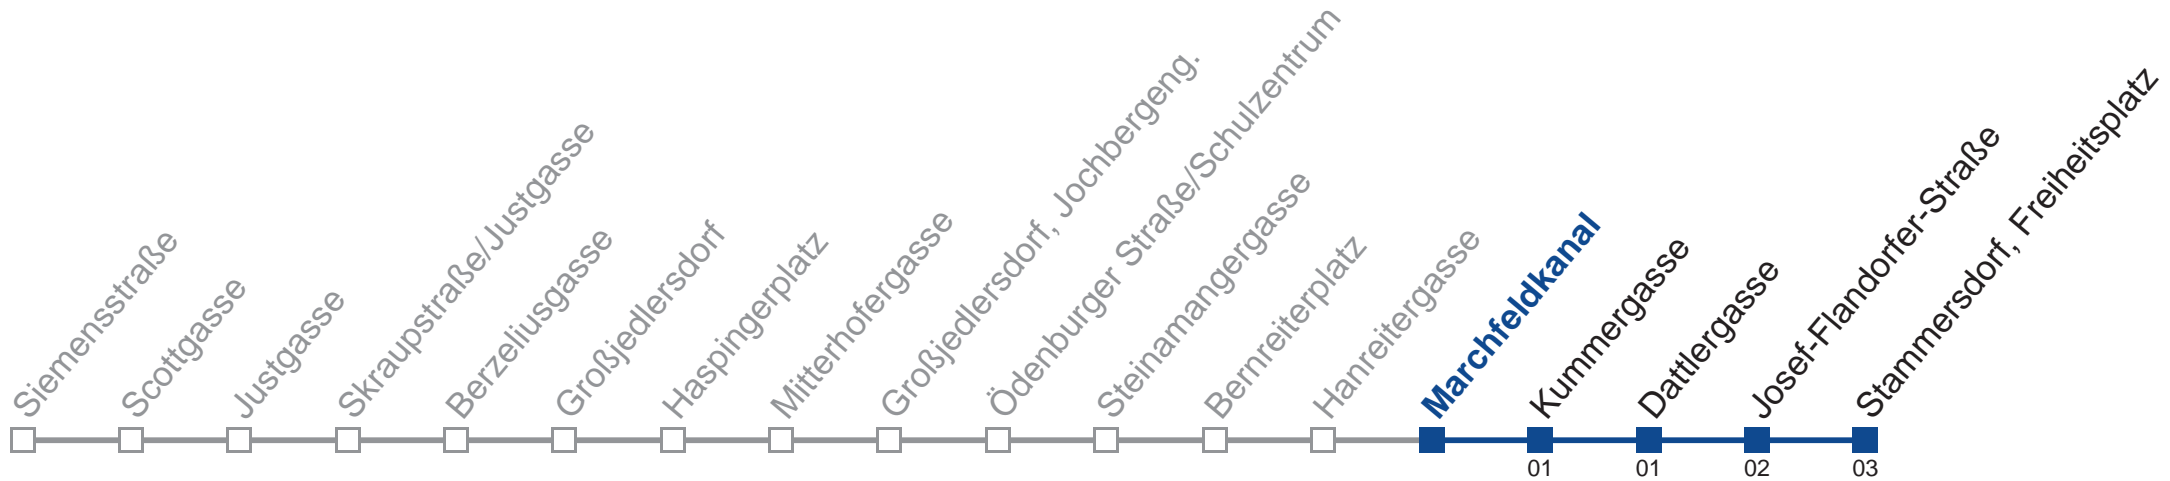 Siemensstraße
Scottgasse
Justgasse
Skraupstraße/Justgasse
Berzeliusgasse
Großjedlersdorf
Haspingerplatz
Mitterhofergasse
Großjedlersdorf, Jochbergeng.
Ödenburger Straße/Schulzentrum
Steinamangergasse
Bernreiterplatz
Hanreitergasse
Marchfeldkanal
Kummergasse
Dattlergasse
Josef-Flandorfer-Straße
Stammersdorf, Freiheitsplatz
01
01
02
03